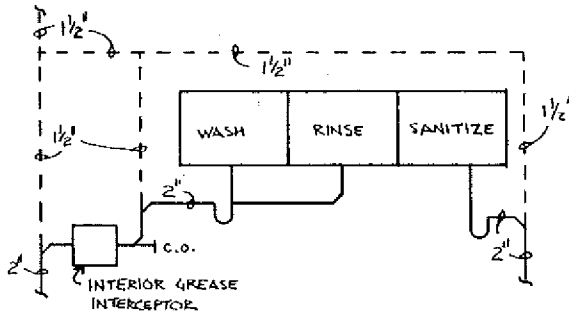 1½"
1½"
1½"
WASH
RINSE
SANITIZE
1½"
1½"
2"
C.O.
2"
2"
INTERIOR GREASE
INTERCEPTOR